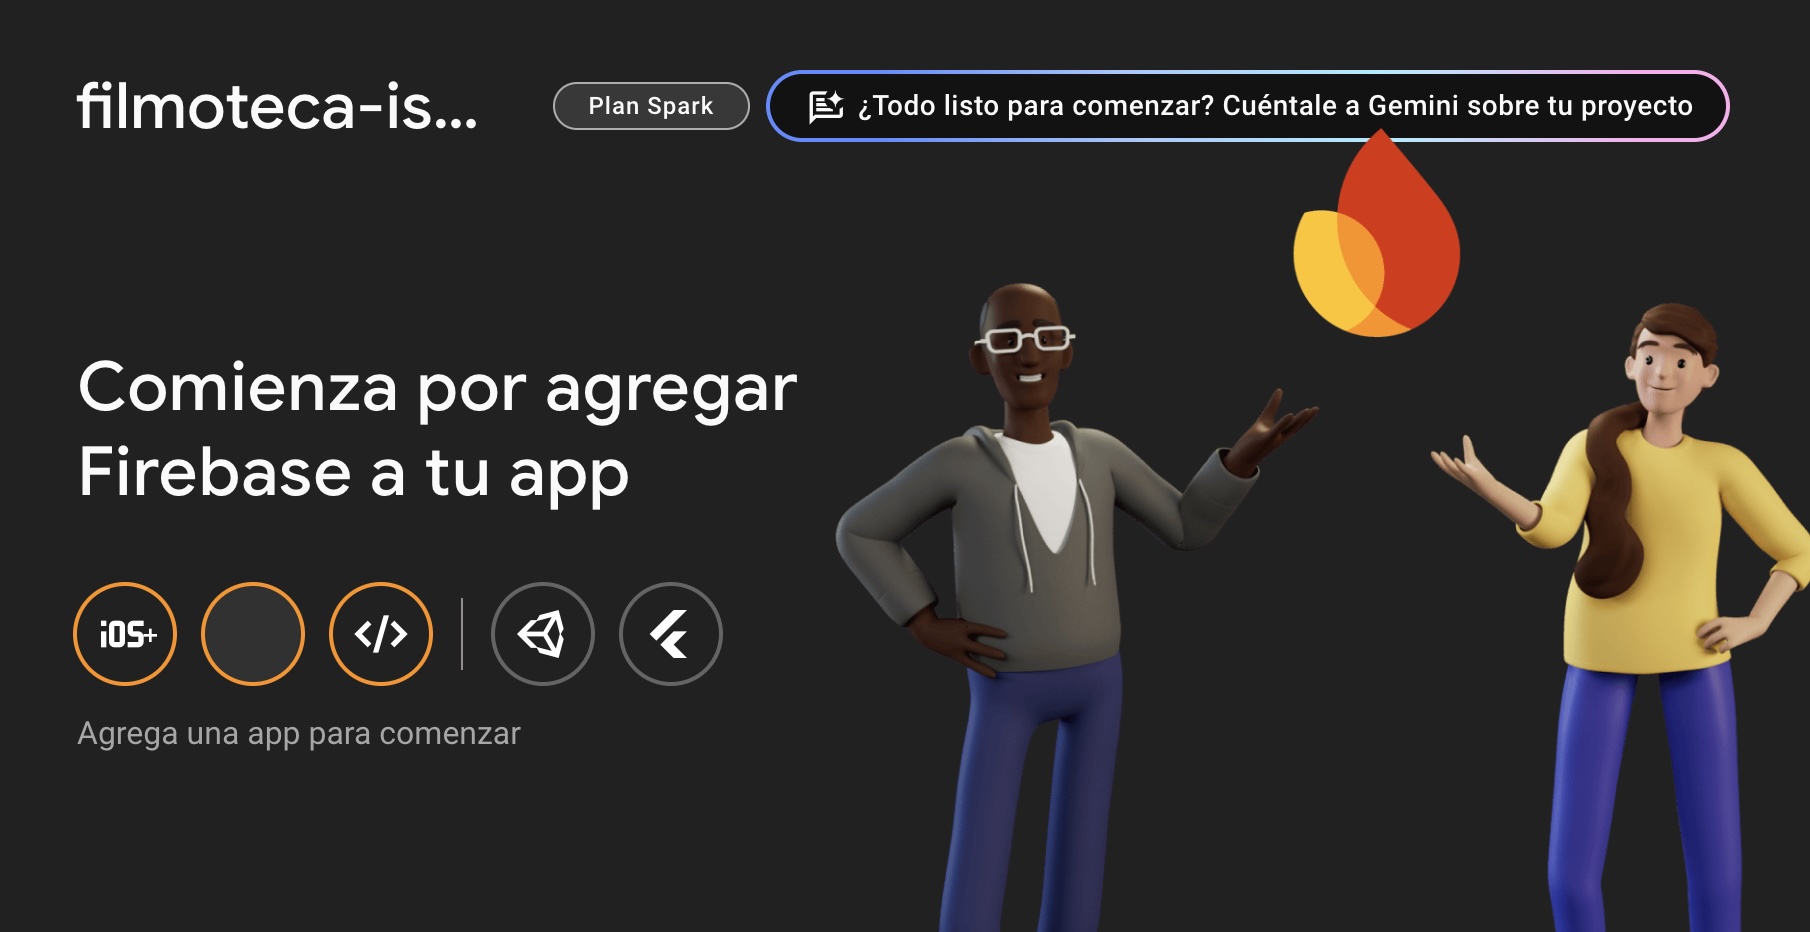 filmoteca-is...
Plan Spark
¿Todo listo para comenzar? Cuéntale a Gemini sobre tu proyecto
Comienza por agregar
Firebase a tu app
iOS+
</>
Agrega una app para comenzar